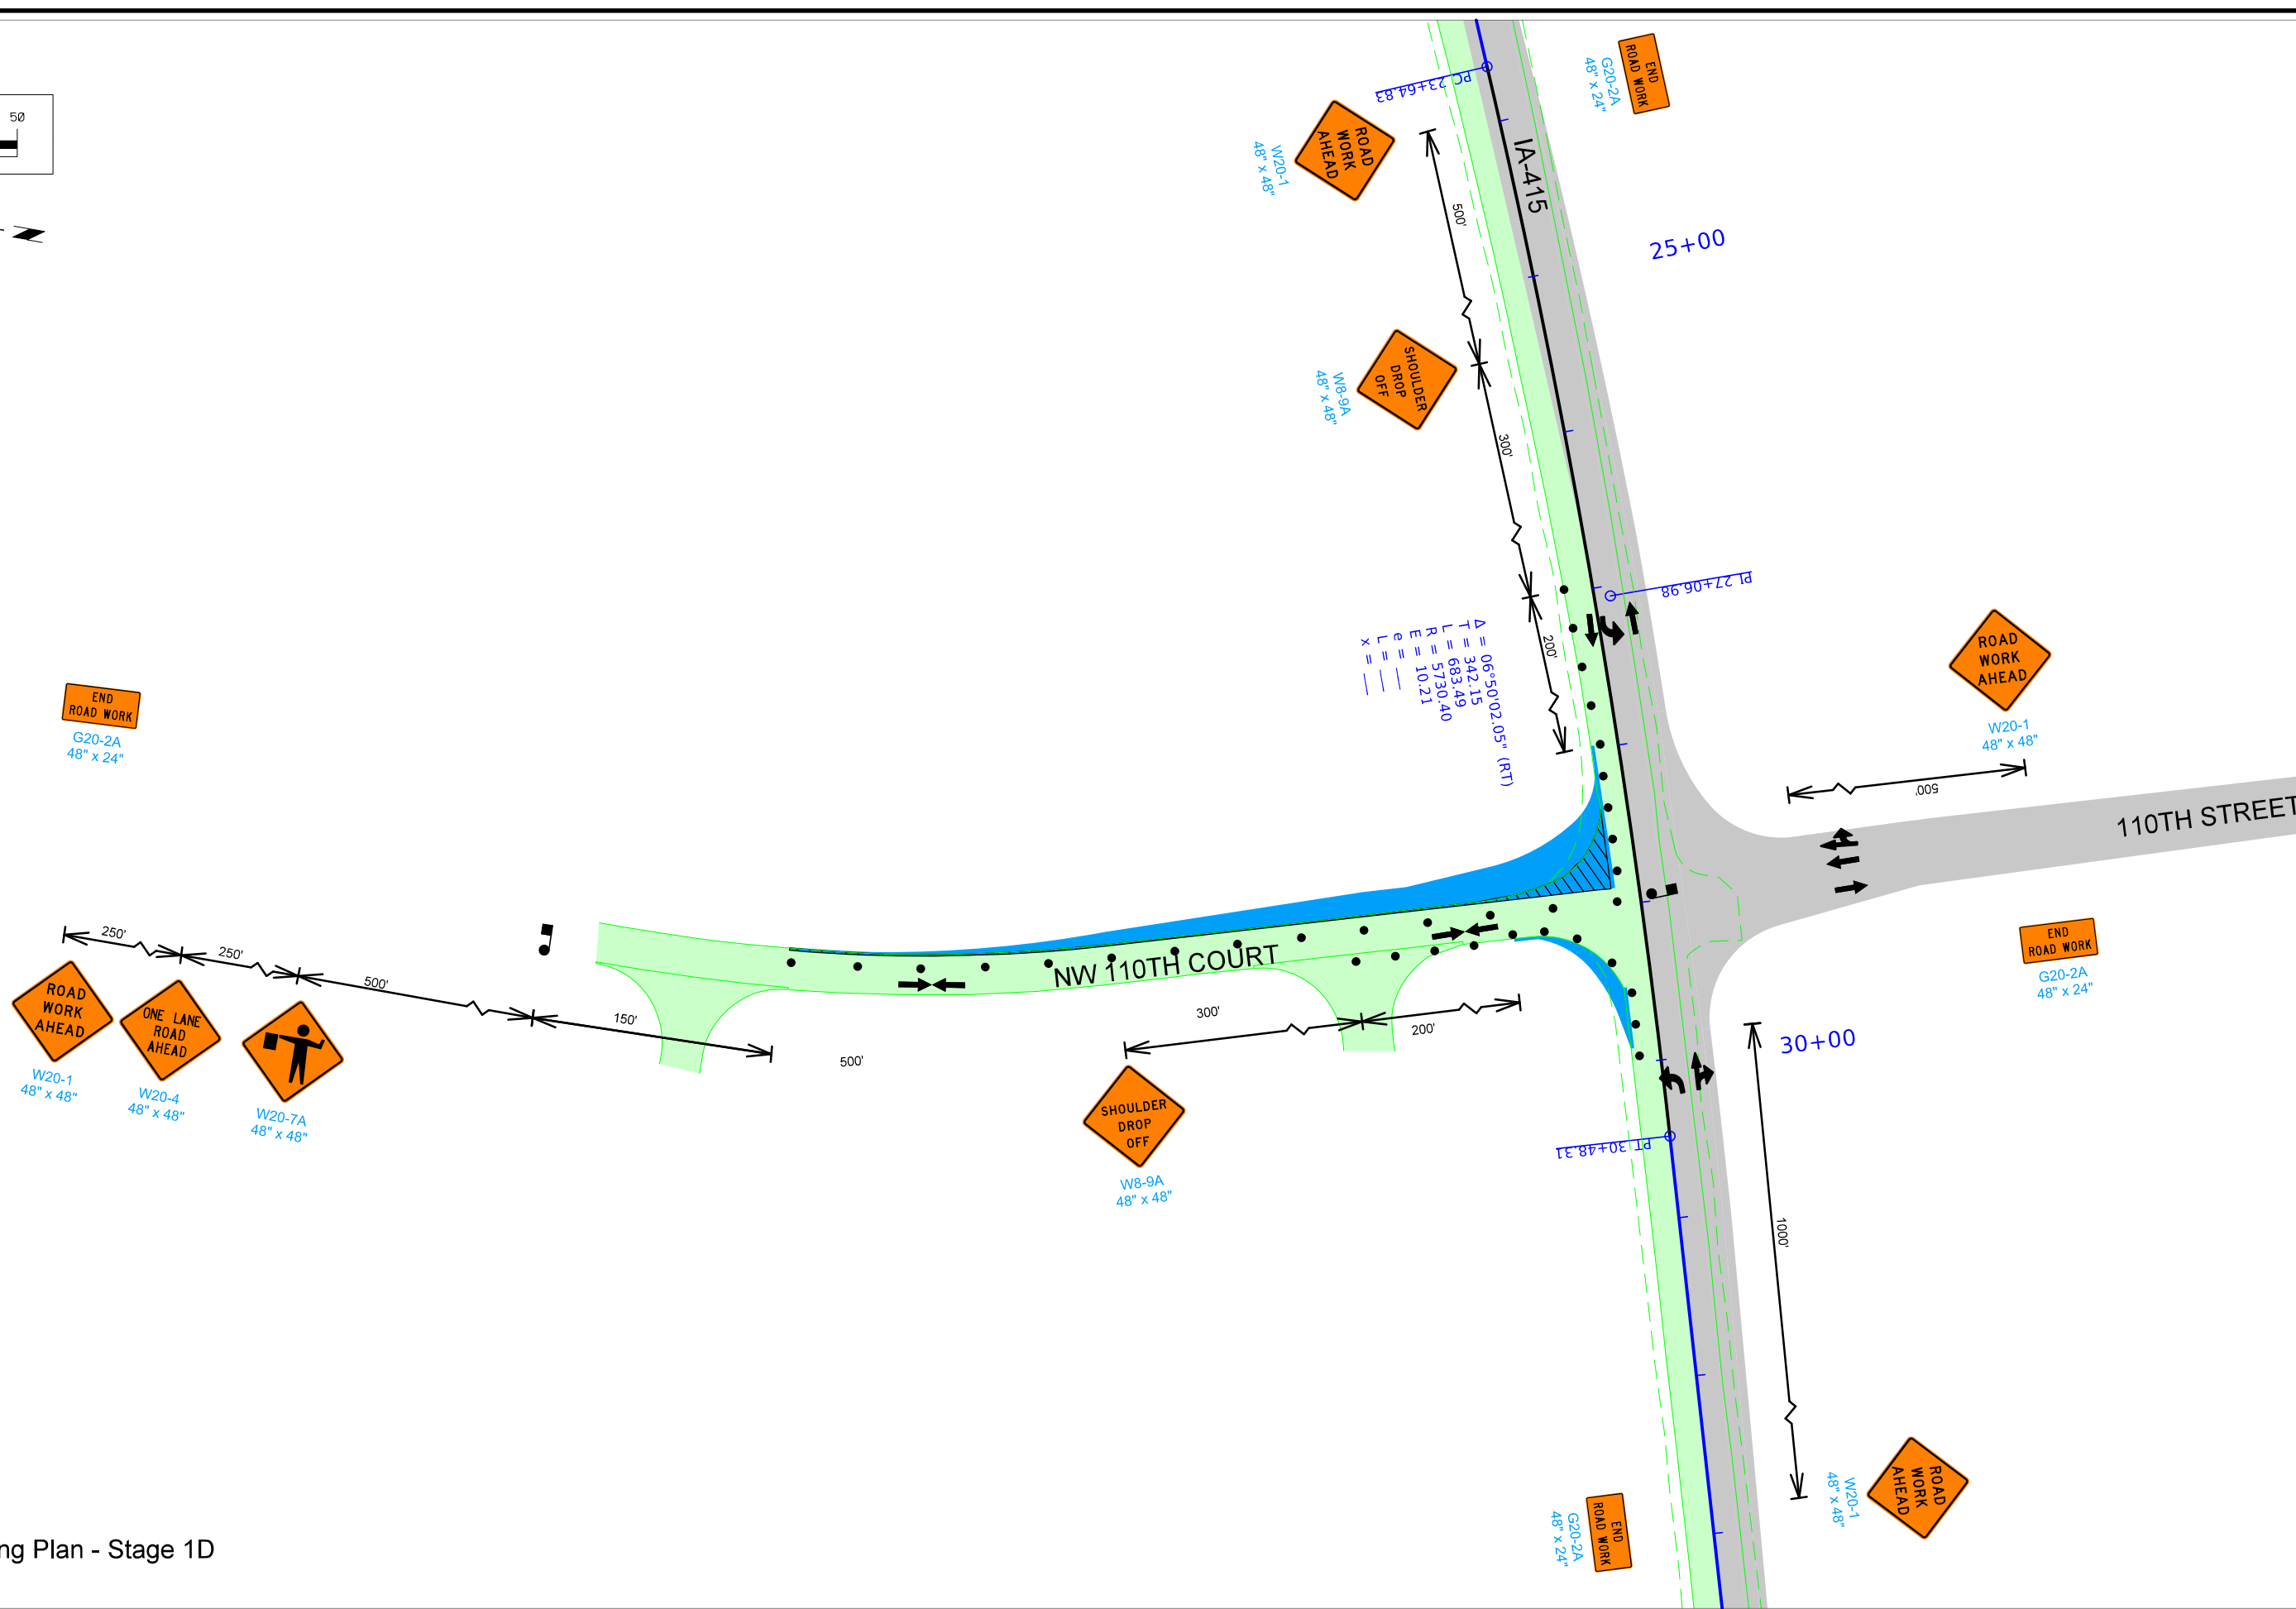 50
PC 23+64.83
END
ROAD WORK
G20-2A
48" x 24"
ROAD
WORK
AHEAD
W20-1
48" x 48"
IA-415
500'
25+00
SHOULDER
DROP
OFF
W8-9A
48" x 48"
300'
PI 27+06.98
200'
Δ = 06°50'02.05" (RT)
T = 342.15
L = 683.49
R = 5730.40
E = 10.21
e = —
L = —
x = —
ROAD
WORK
AHEAD
W20-1
48" x 48"
500'
110TH STREET
END
ROAD WORK
G20-2A
48" x 24"
250'
250'
500'
150'
500'
ROAD
WORK
AHEAD
W20-1
48" x 48"
ONE LANE
ROAD
AHEAD
W20-4
48" x 48"
W20-7A
48" x 48"
NW 110TH COURT
300'
200'
SHOULDER
DROP
OFF
W8-9A
48" x 48"
END
ROAD WORK
G20-2A
48" x 24"
30+00
PT 30+48.31
1000'
ROAD
WORK
AHEAD
W20-1
48" x 48"
END
ROAD WORK
G20-2A
48" x 24"
ng Plan - Stage 1D